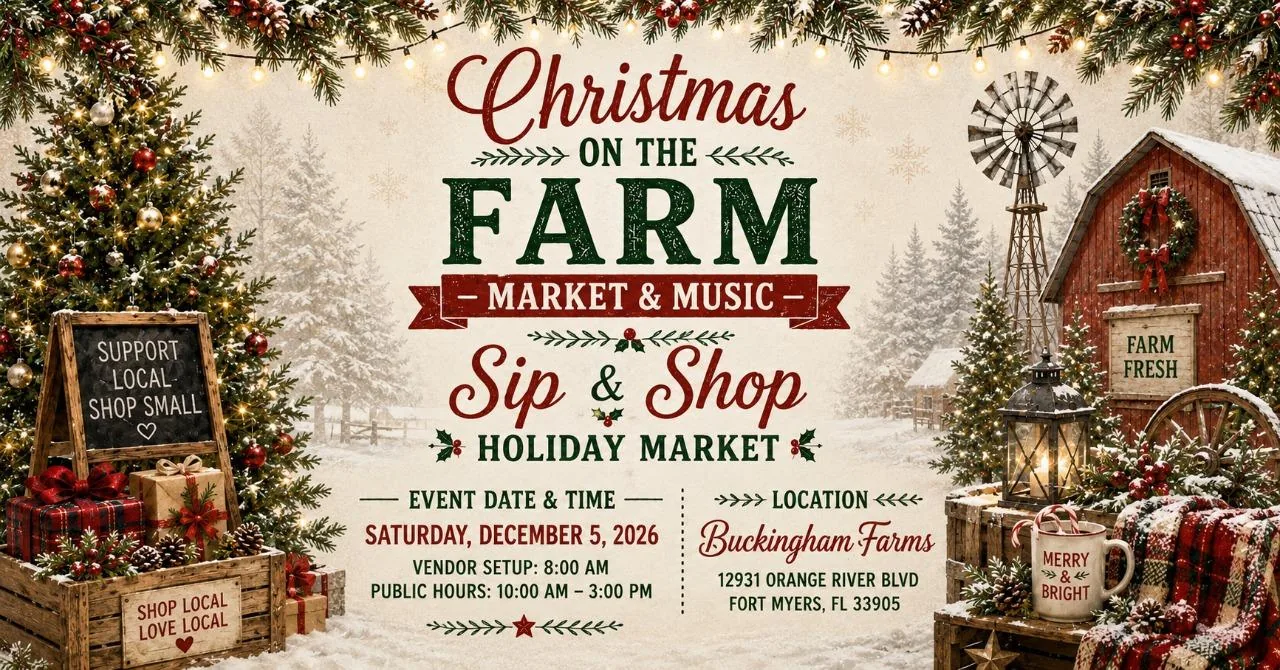 Christmas
ON THE
FARM
– MARKET & MUSIC –
Sip & Shop
HOLIDAY MARKET
EVENT DATE & TIME
SATURDAY, DECEMBER 5, 2026
VENDOR SETUP: 8:00 AM
PUBLIC HOURS: 10:00 AM – 3:00 PM
LOCATION
Buckingham Farms
12931 ORANGE RIVER BLVD
FORT MYERS, FL 33905
SUPPORT
LOCAL
SHOP SMALL
SHOP LOCAL
LOVE LOCAL
FARM
FRESH
MERRY
&
BRIGHT